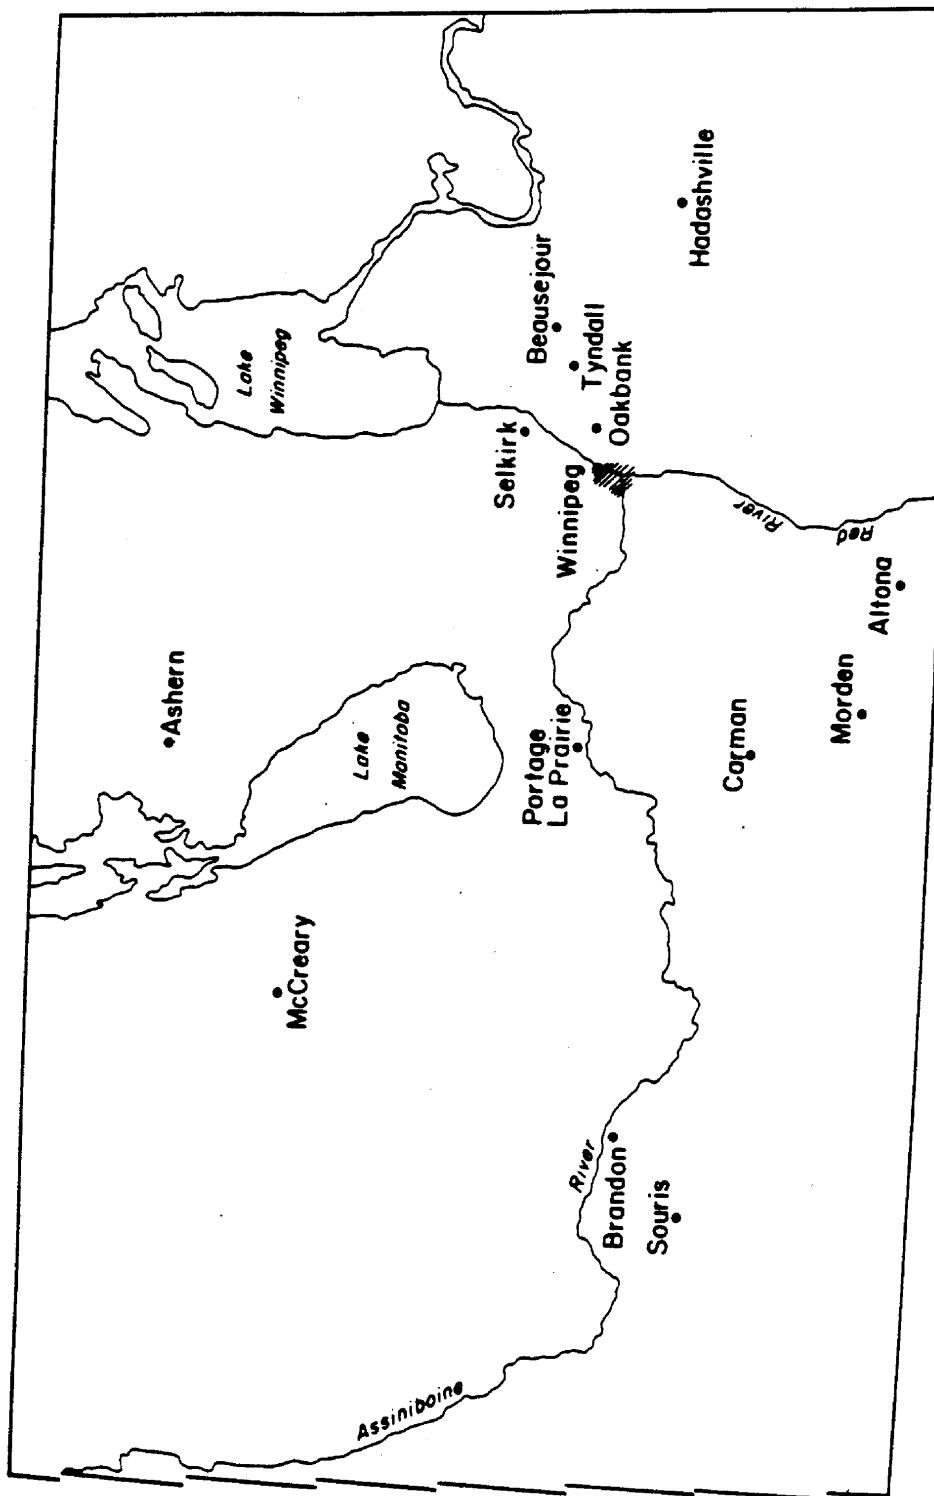 Lake
Winnipeg
Ashern
Lake
Manitoba
McCreary
Beausejour
Tyndall
Oakbank
Selkirk
Winnipeg
Hadashville
Portage
La Prairie
River
Red
Carman
Altona
Morden
River
Brandon
Souris
Assiniboine